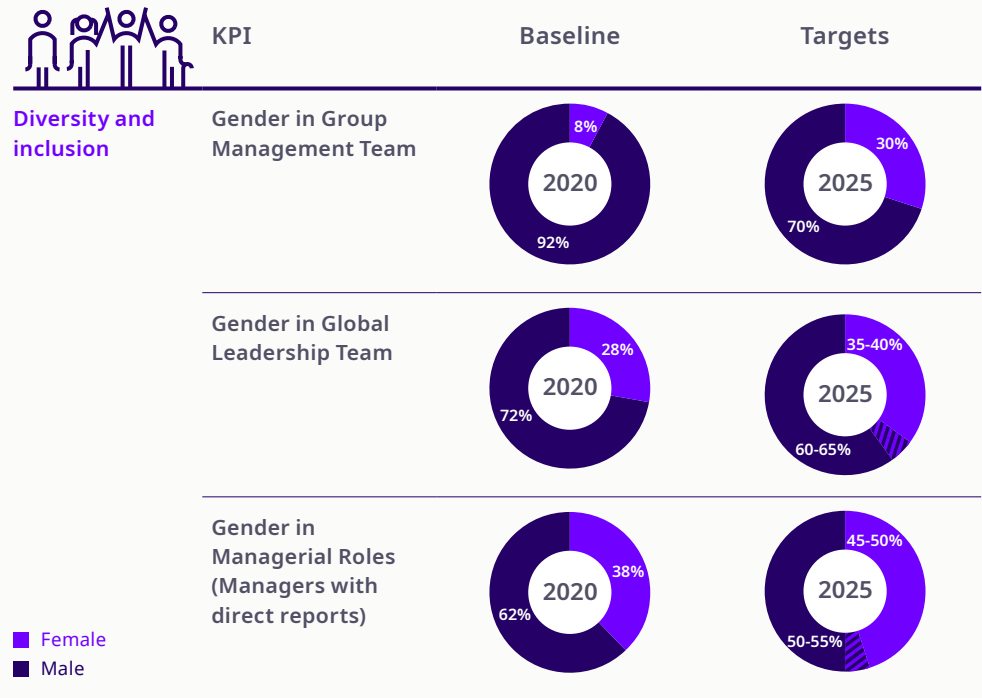 KPI
Baseline
Targets
Diversity and
inclusion
Gender in Group
Management Team
8%
2020
92%
30%
2025
70%
Gender in Global
Leadership Team
28%
2020
72%
35-40%
2025
60-65%
Gender in
Managerial Roles
(Managers with
direct reports)
38%
2020
62%
45-50%
2025
50-55%
Female
Male